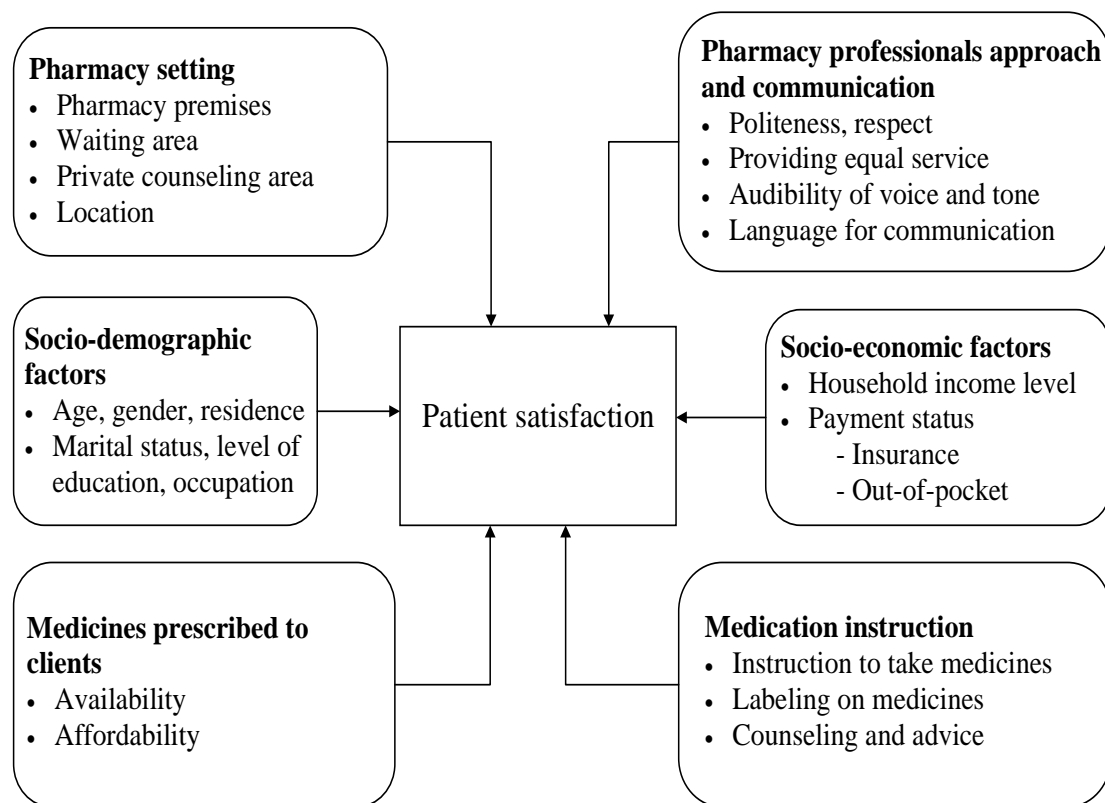 Pharmacy setting
• Pharmacy premises
• Waiting area
• Private counseling area
• Location
Pharmacy professionals approach
and communication
• Politeness, respect
• Providing equal service
• Audibility of voice and tone
• Language for communication
Socio-demographic
factors
• Age, gender, residence
• Marital status, level of
education, occupation
Patient satisfaction
Socio-economic factors
• Household income level
• Payment status
- Insurance
- Out-of-pocket
Medicines prescribed to
clients
• Availability
• Affordability
Medication instruction
• Instruction to take medicines
• Labeling on medicines
• Counseling and advice